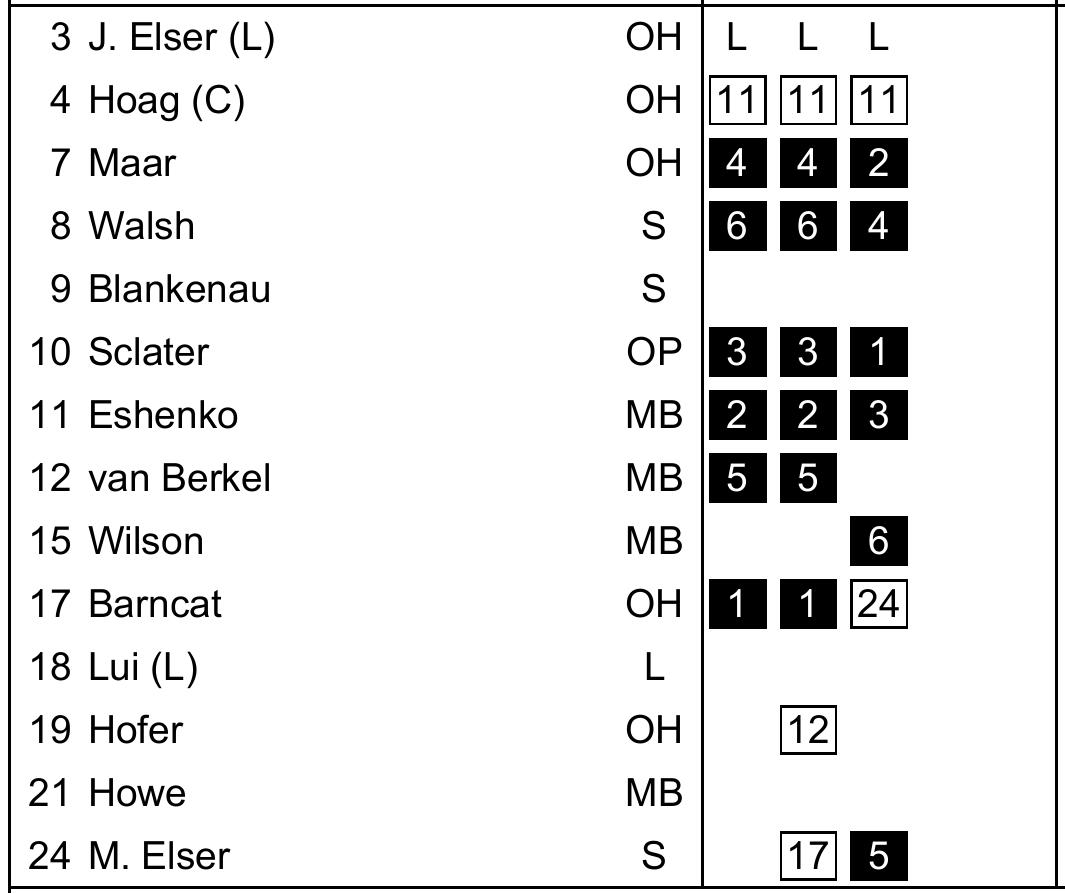 3 J. Elser (L) OH L L L
4 Hoag (C) OH 11 11 11
7 Maar OH 4 4 2
8 Walsh S 6 6 4
9 Blankenau S
10 Sclater OP 3 3 1
11 Eshenko MB 2 2 3
12 van Berkel MB 5 5
15 Wilson MB 6
17 Barncat OH 1 1 24
18 Lui (L) L
19 Hofer OH 12
21 Howe MB
24 M. Elser S 17 5